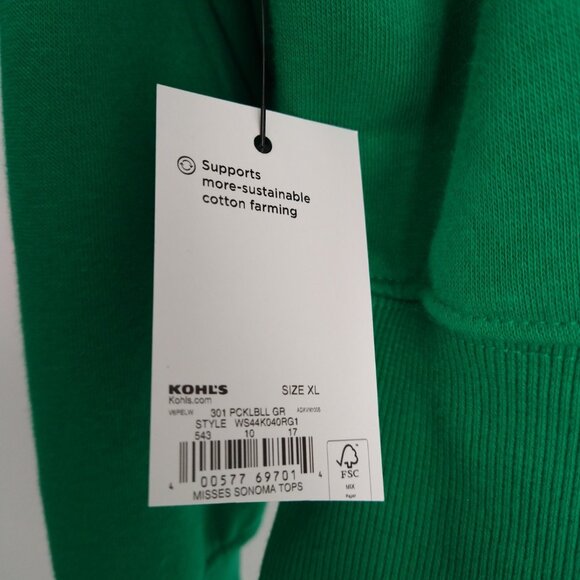 Supports
more-sustainable
cotton farming
KOHL'S SIZE XL
Kohls.com
301 PCKLBLL GR
STYLE WS44K040RG1
543 10 17
4 00577 69701 4
MISSES SONOMA TOPS
FSC
MIX
Paper